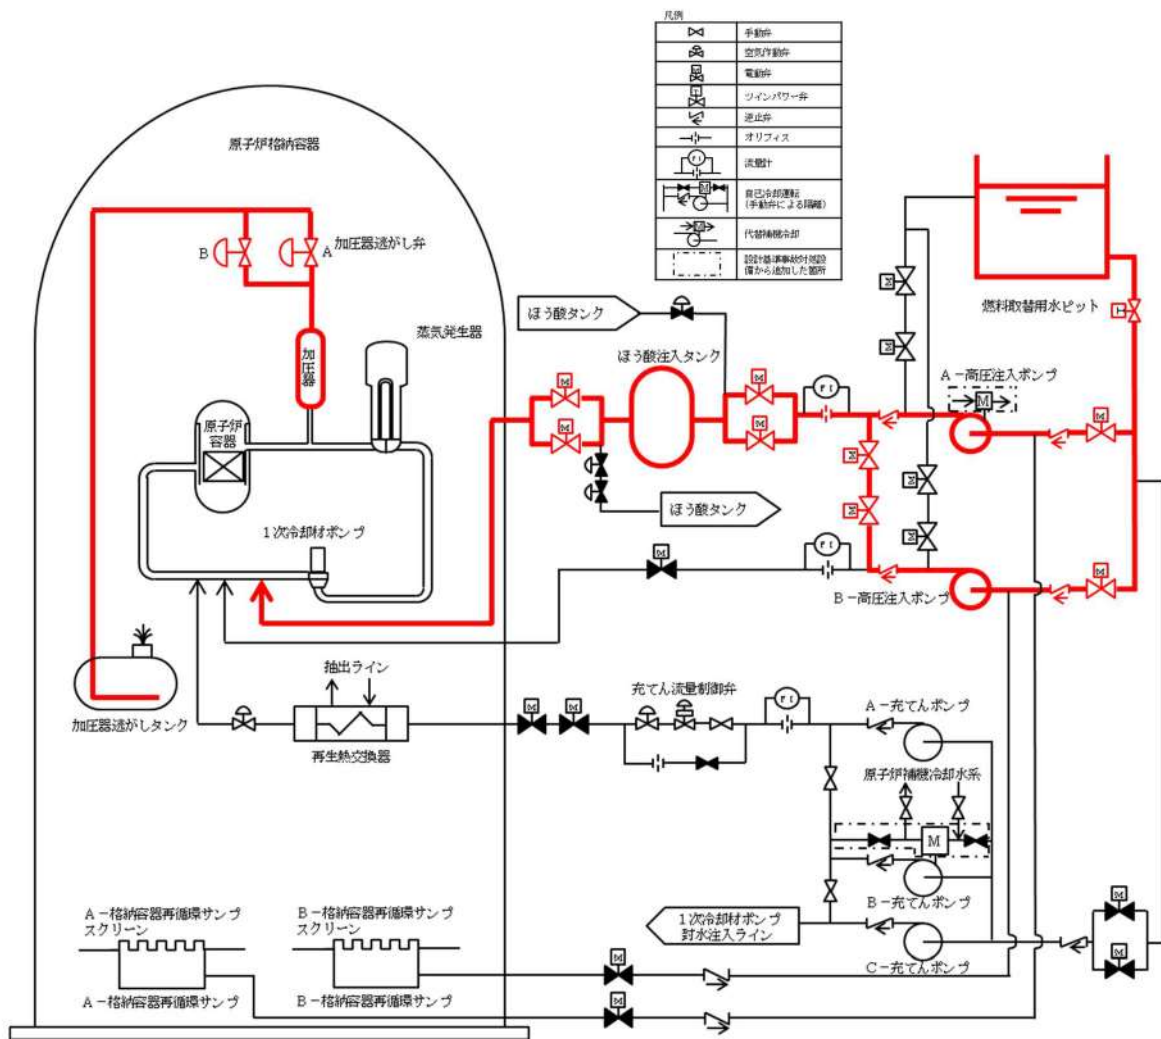 凡例
手動弁
空気作動弁
M
電動弁
ツインパワー弁
逆止弁
オリフィス
FI
流量計
M
自己冷却運転
(手動弁による隔離)
M
代替補機冷却
設計基準事故対処設
備から追加した箇所
原子炉格納容器
B
A
加圧器逃がし弁
加圧器
蒸気発生器
原子炉
容器
1次冷却材ポンプ
加圧器逃がしタンク
抽出ライン
再生熱交換器
ほう酸タンク
ほう酸注入タンク
ほう酸タンク
M
M
M
M
FI
M
M
M
M
M
M
M
FI
燃料取替用水ピット
A-高圧注入ポンプ
M
M
B-高圧注入ポンプ
M
M
M
充てん流量制御弁
FI
A-充てんポンプ
原子炉補機冷却水系
M
B-充てんポンプ
1次冷却材ポンプ
封水注入ライン
C-充てんポンプ
M
M
A-格納容器再循環サンプ
スクリーン
B-格納容器再循環サンプ
スクリーン
A-格納容器再循環サンプ
B-格納容器再循環サンプ
M
M